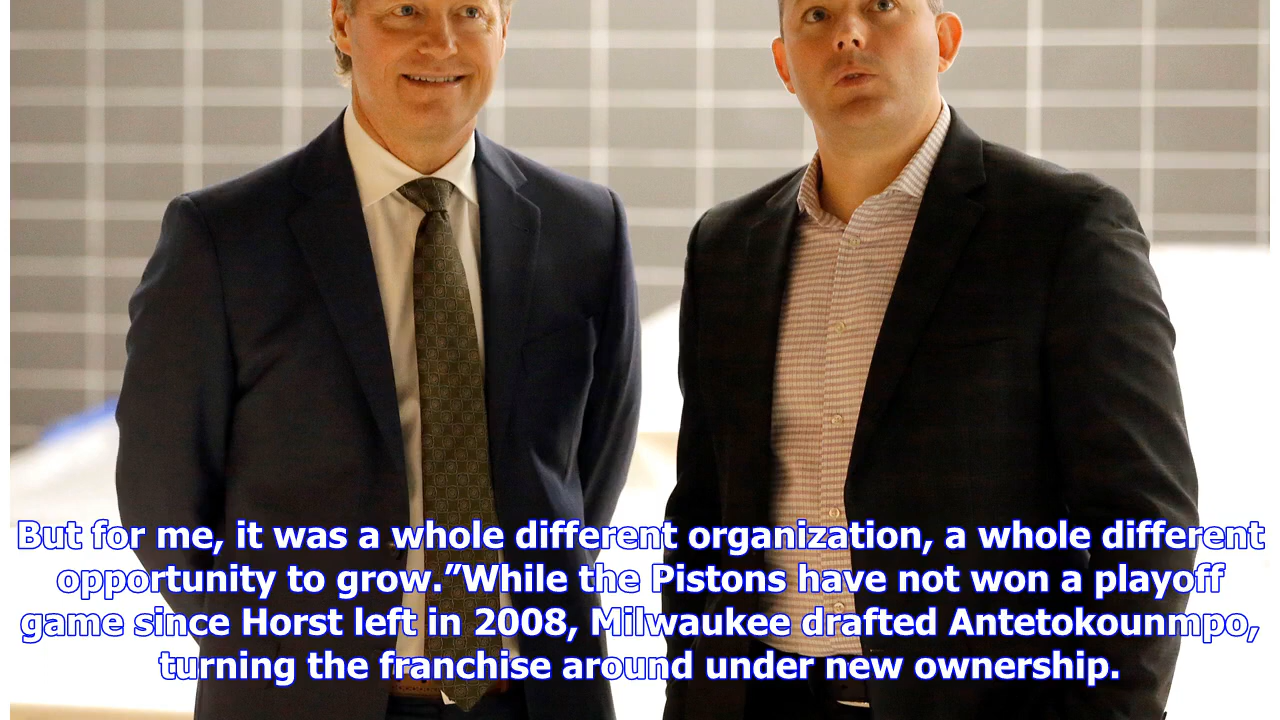 But for me, it was a whole different organization, a whole different
opportunity to grow.”While the Pistons have not won a playoff
game since Horst left in 2008, Milwaukee drafted Antetokounmpo,
turning the franchise around under new ownership.